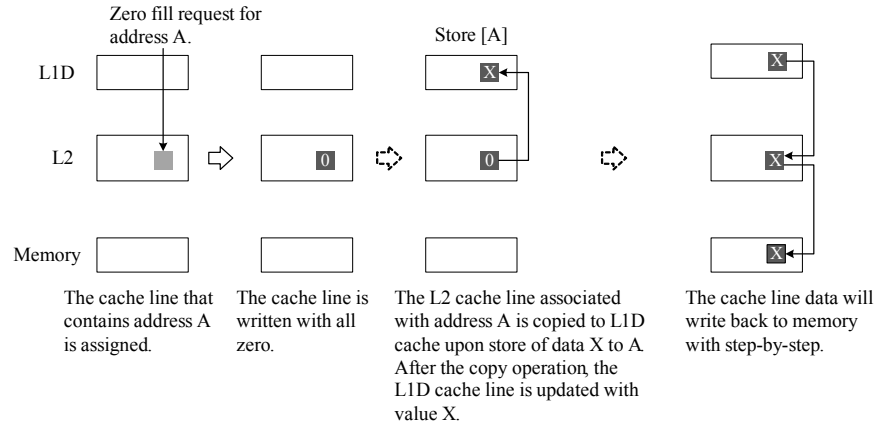 Zero fill request for
address A.
Store [A]
L1D
X
X
L2
0
0
X
Memory
X
The cache line that
contains address A
is assigned.
The cache line is
written with all
zero.
The L2 cache line associated
with address A is copied to L1D
cache upon store of data X to A.
After the copy operation, the
L1D cache line is updated with
value X.
The cache line data will
write back to memory
with step-by-step.